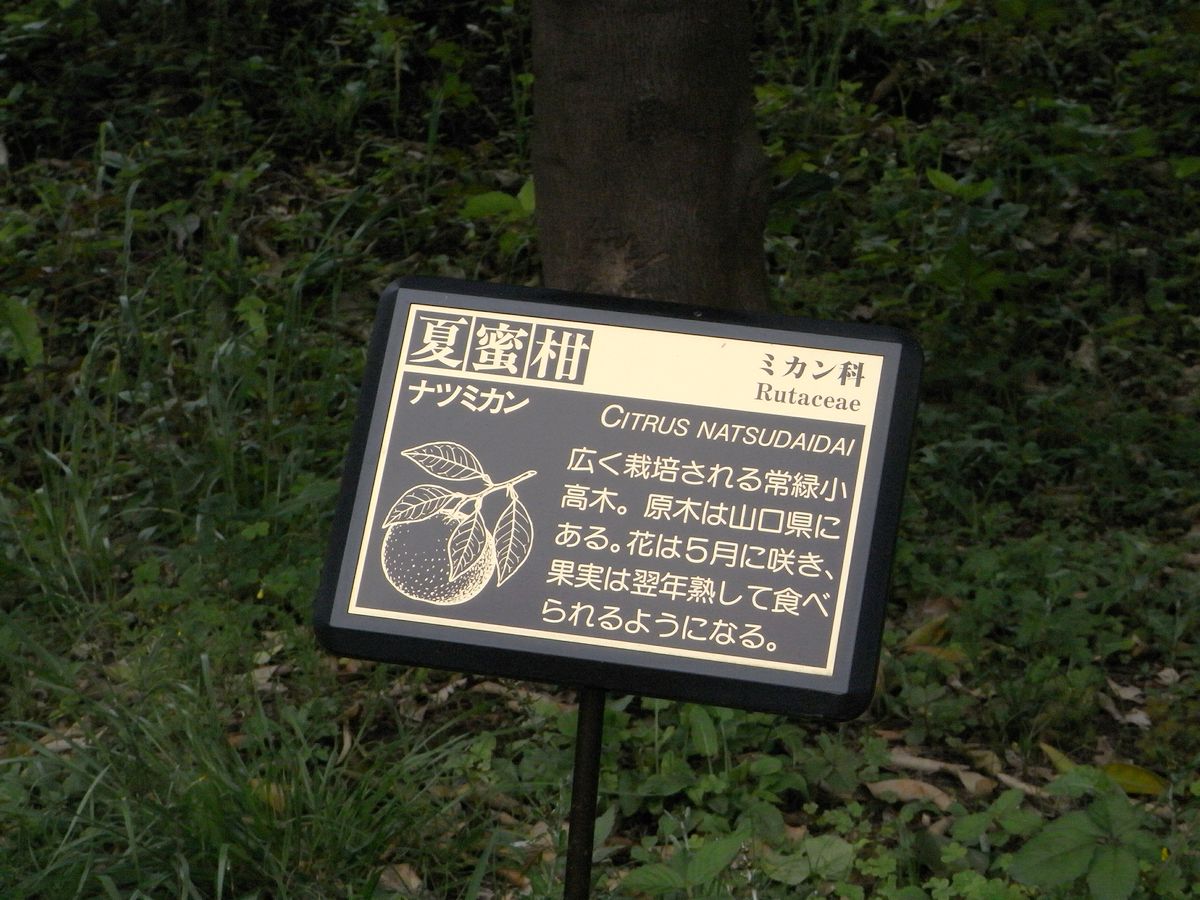 夏蜜柑
ナツミカン
ミカン科
Rutaceae
CITRUS NATSUDAIDAI
広く栽培される常緑小
高木。原木は山口県に
ある。花は5月に咲き、
果実は翌年熟して食べ
られるようになる。